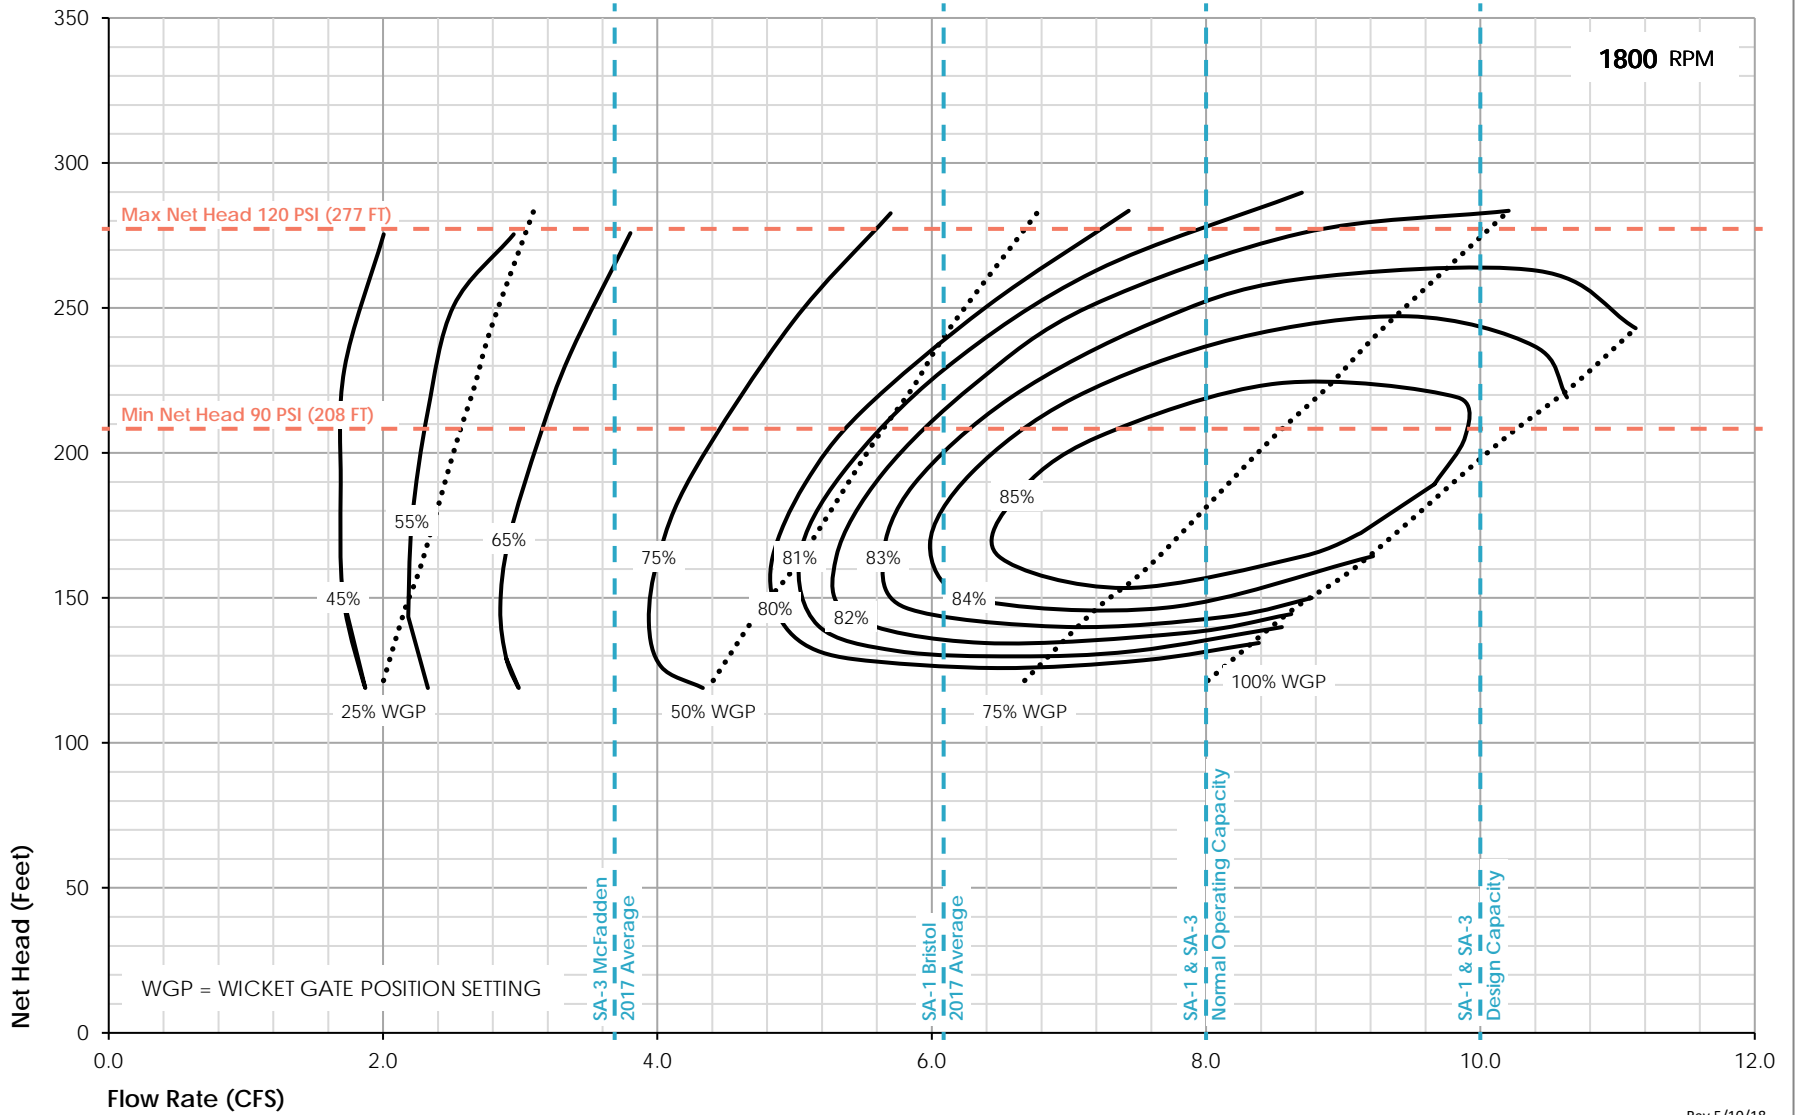 350
1800 RPM
300
Max Net Head 120 PSI (277 FT)
250
Min Net Head 90 PSI (208 FT)
200
85%
55%
65%
75%
81%
83%
150
45%
80%
82%
84%
25% WGP
50% WGP
75% WGP
100% WGP
100
50
0
Net Head (Feet)
WGP = WICKET GATE POSITION SETTING
SA-3 McFadden
2017 Average
SA-1 Bristol
2017 Average
SA-1 & SA-3
Normal Operating Capacity
SA-1 & SA-3
Design Capacity
0.0 2.0 4.0 6.0 8.0 10.0 12.0
Flow Rate (CFS)
Rev 5/10/18